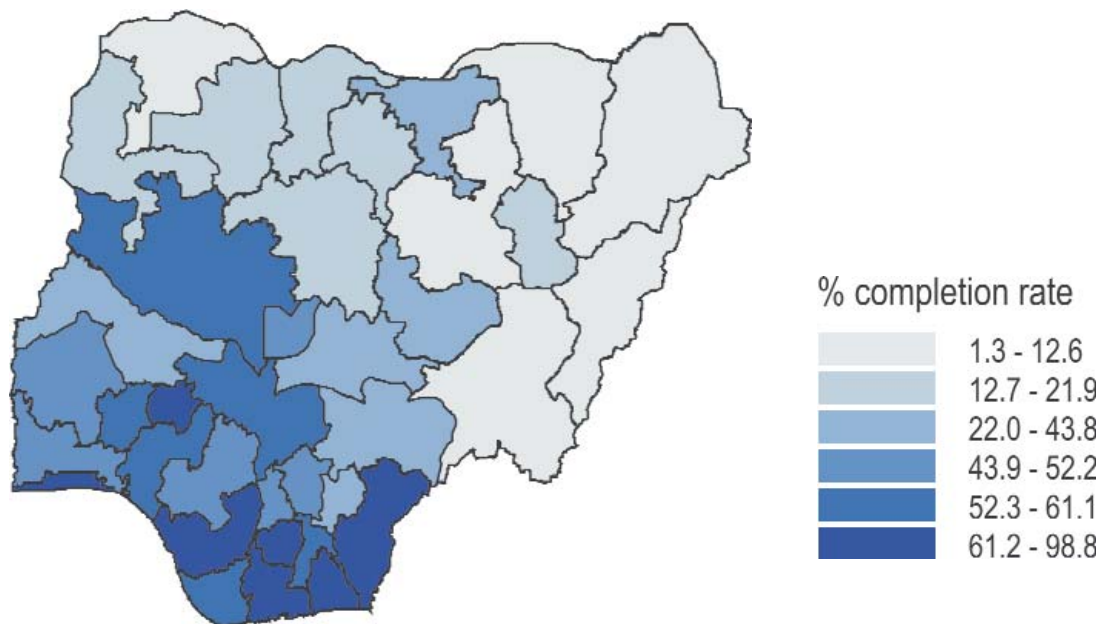 % completion rate
1.3 - 12.6
12.7 - 21.9
22.0 - 43.8
43.9 - 52.2
52.3 - 61.1
61.2 - 98.8